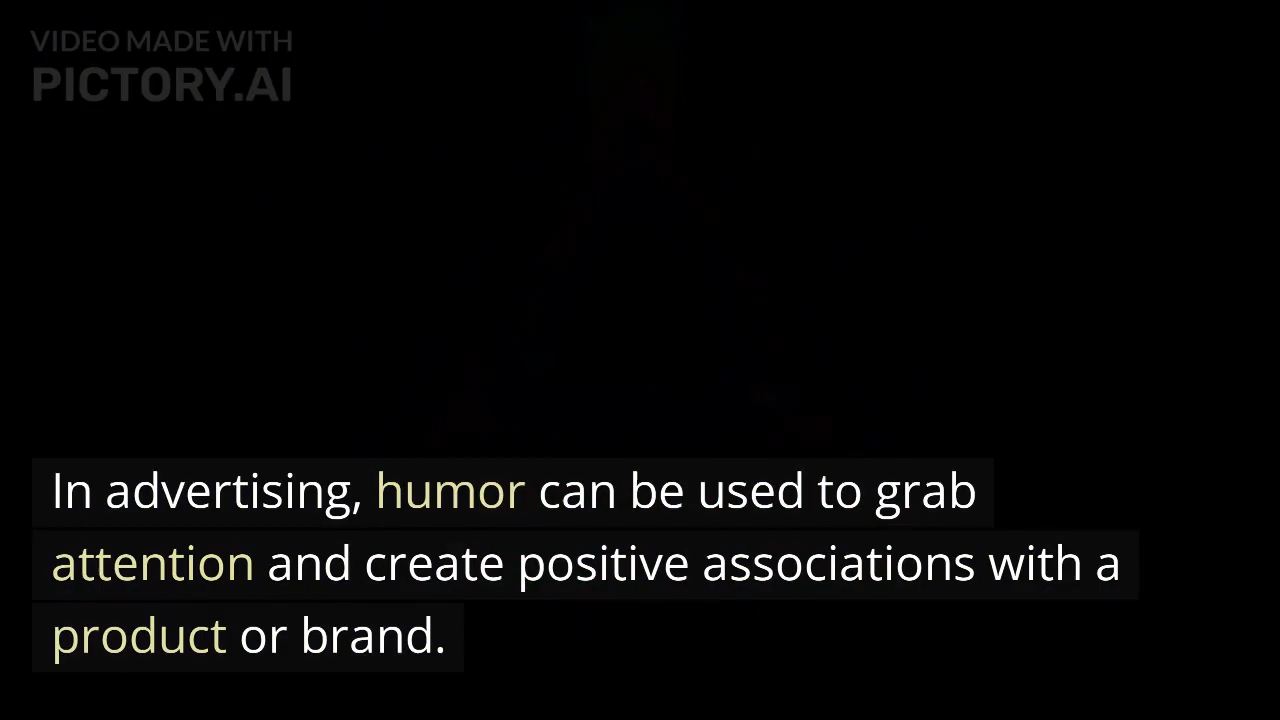 VIDEO MADE WITH
PICTORY.AI
In advertising, humor can be used to grab
attention and create positive associations with a
product or brand.